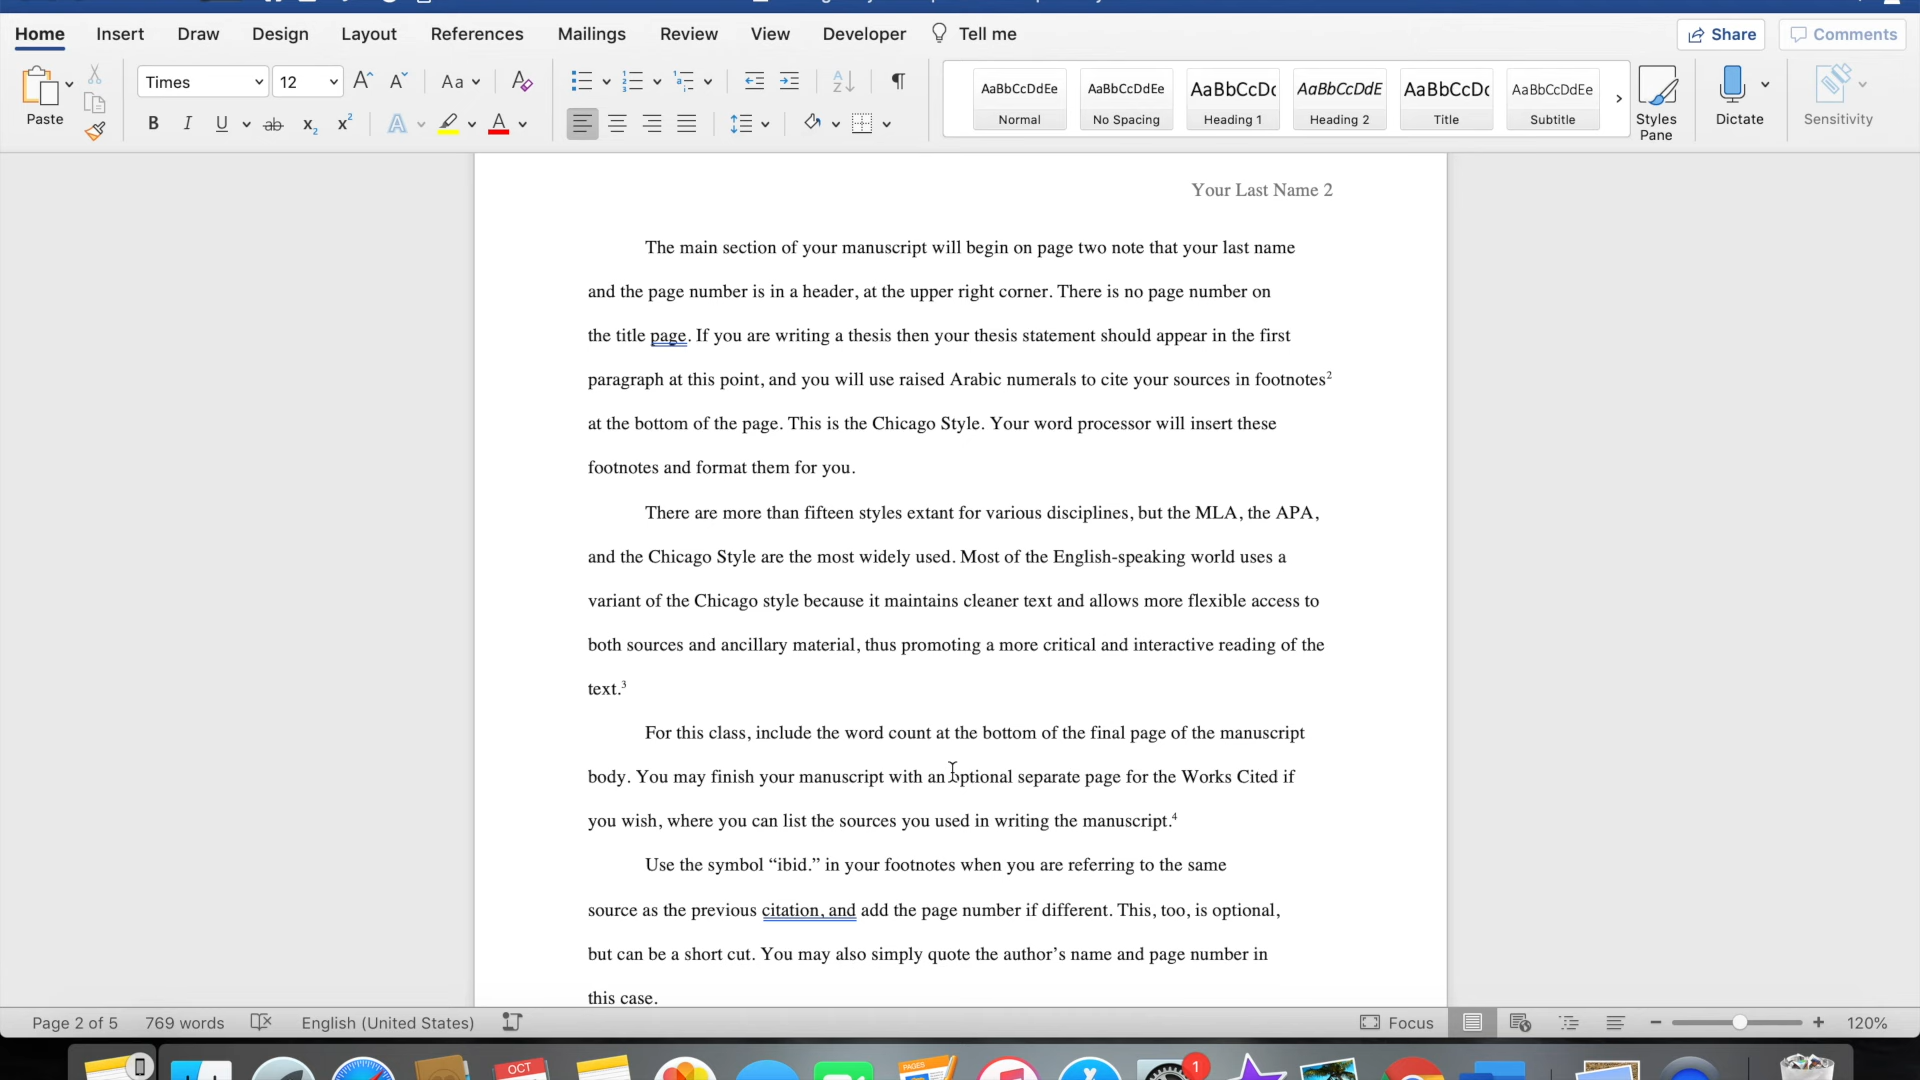 Home Insert Draw Design Layout References Mailings Review View Developer Tell me Share Comments
Paste
Times 12 Aa
B I U ab x2 x2 A A
AaBbCcDdEe AaBbCcDdEe AaBbCcDc AaBbCcDdE AaBbCcDc AaBbCcDdEe
Normal No Spacing Heading 1 Heading 2 Title Subtitle
Styles Pane
Dictate
Sensitivity
Your Last Name 2
The main section of your manuscript will begin on page two note that your last name
and the page number is in a header, at the upper right corner. There is no page number on
the title page. If you are writing a thesis then your thesis statement should appear in the first
paragraph at this point, and you will use raised Arabic numerals to cite your sources in footnotes²
at the bottom of the page. This is the Chicago Style. Your word processor will insert these
footnotes and format them for you.
There are more than fifteen styles extant for various disciplines, but the MLA, the APA,
and the Chicago Style are the most widely used. Most of the English-speaking world uses a
variant of the Chicago style because it maintains cleaner text and allows more flexible access to
both sources and ancillary material, thus promoting a more critical and interactive reading of the
text.³
For this class, include the word count at the bottom of the final page of the manuscript
body. You may finish your manuscript with an optional separate page for the Works Cited if
you wish, where you can list the sources you used in writing the manuscript.⁴
Use the symbol “ibid.” in your footnotes when you are referring to the same
source as the previous citation, and add the page number if different. This, too, is optional,
but can be a short cut. You may also simply quote the author’s name and page number in
this case.
Page 2 of 5 769 words English (United States) Focus 120%
OCT
PAGES
1